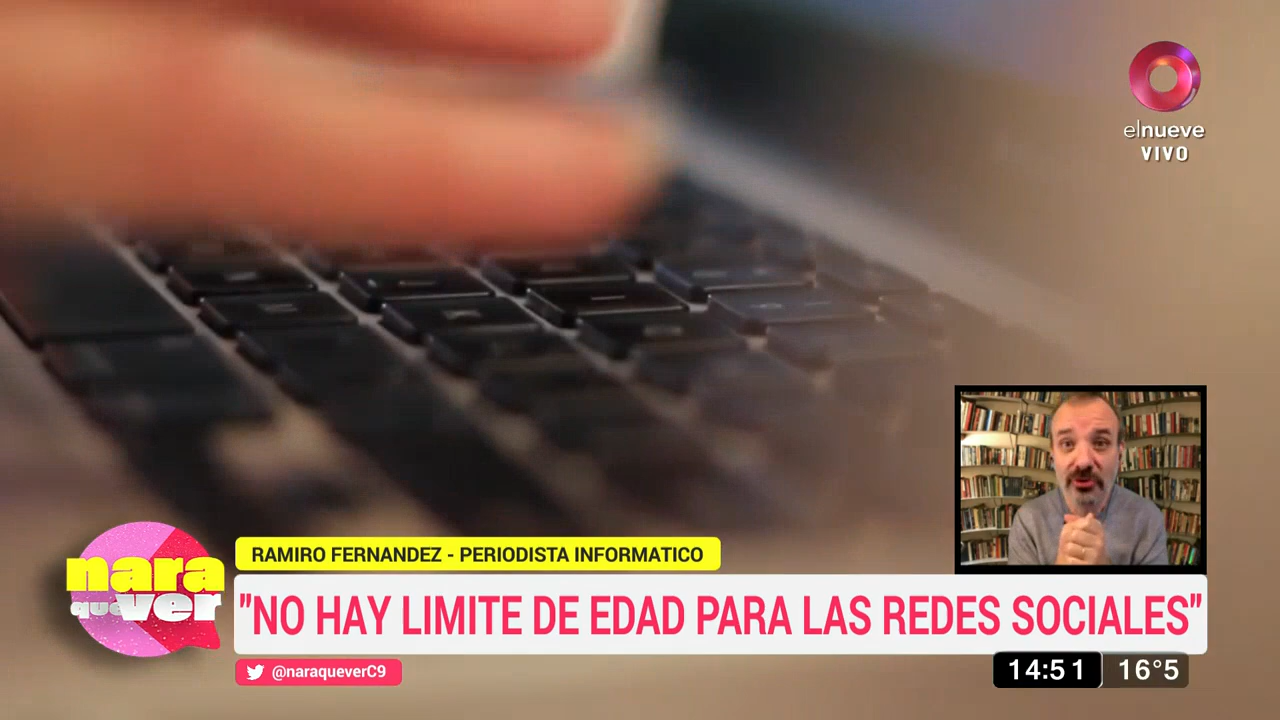 elnueve
VIVO
RAMIRO FERNANDEZ - PERIODISTA INFORMATICO
nara
que ver
"NO HAY LIMITE DE EDAD PARA LAS REDES SOCIALES"
@naraqueverC9
14:51 16°5